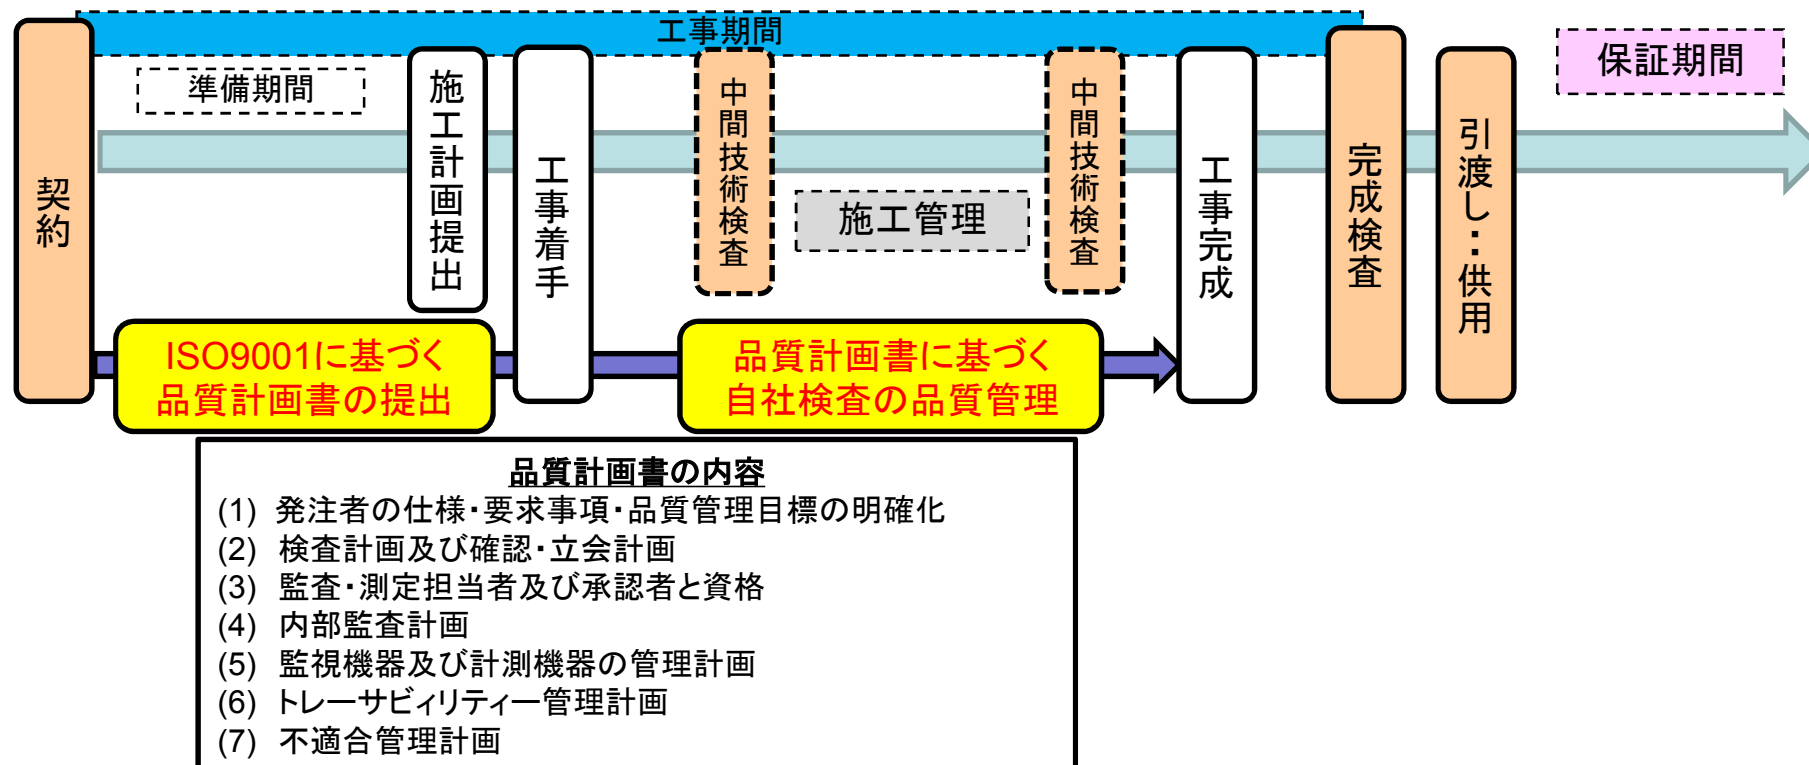 工事期間
契約
準備期間
施工計画提出
工事着手
中間技術検査
施工管理
中間技術検査
工事完成
完成検査
引渡し・供用
保証期間
ISO9001に基づく
品質計画書の提出
品質計画書に基づく
自社検査の品質管理
品質計画書の内容
(1) 発注者の仕様・要求事項・品質管理目標の明確化
(2) 検査計画及び確認・立会計画
(3) 監査・測定担当者及び承認者と資格
(4) 内部監査計画
(5) 監視機器及び計測機器の管理計画
(6) トレーサビィリティー管理計画
(7) 不適合管理計画